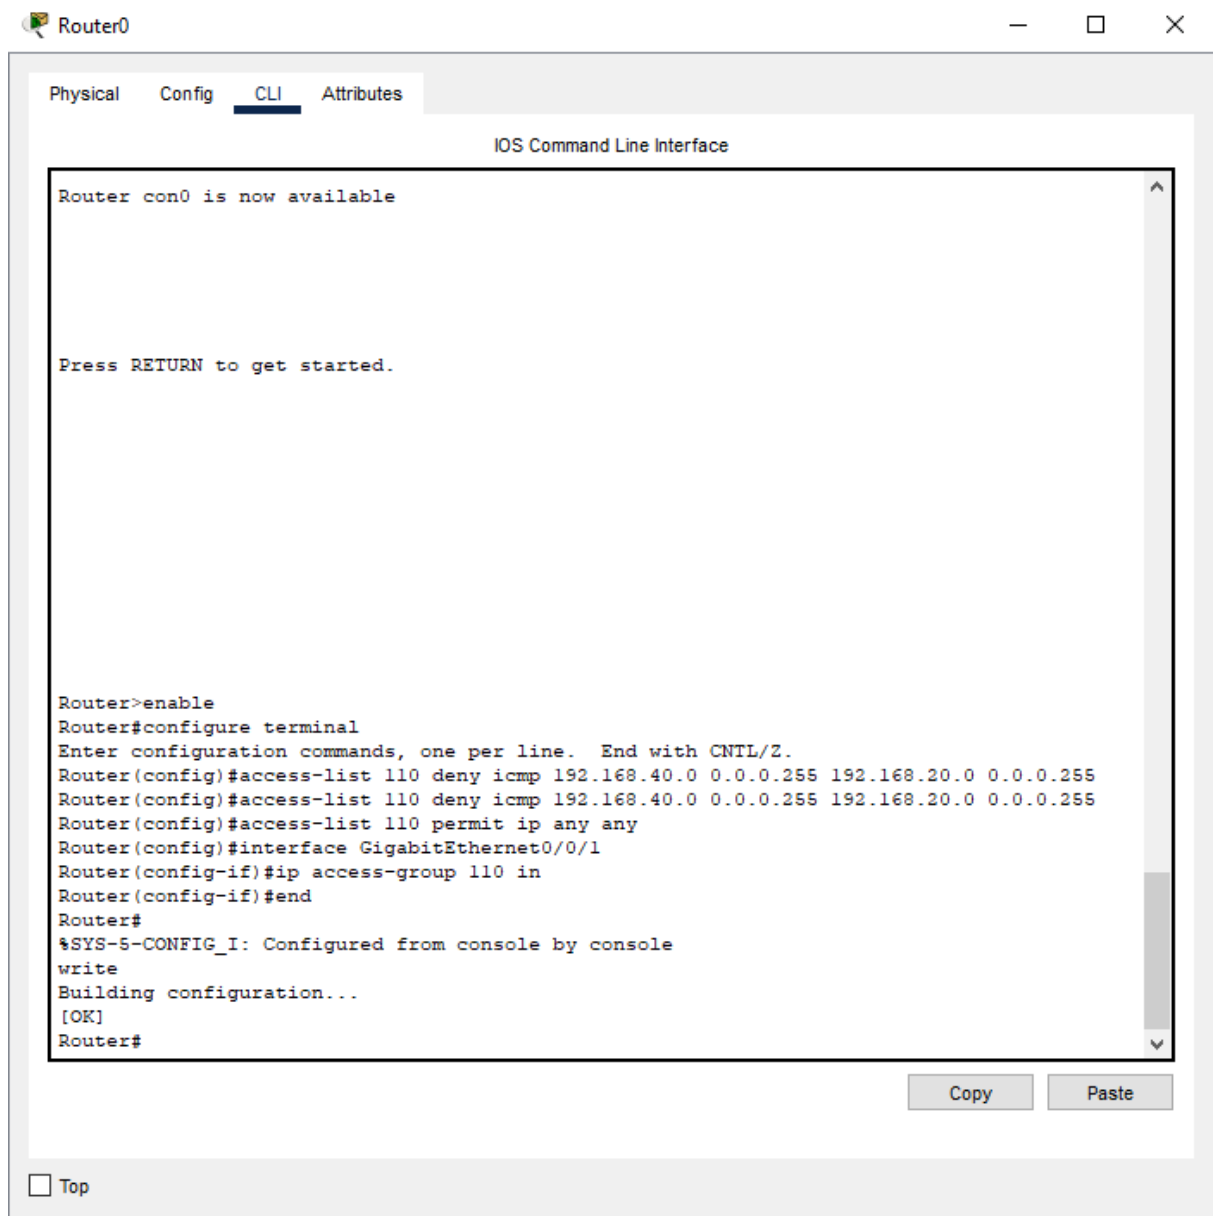 Router0
Physical Config CLI Attributes
IOS Command Line Interface
Router con0 is now available
Press RETURN to get started.
Router>enable
Router#configure terminal
Enter configuration commands, one per line.  End with CNTL/Z.
Router(config)#access-list 110 deny icmp 192.168.40.0 0.0.0.255 192.168.20.0 0.0.0.255
Router(config)#access-list 110 deny icmp 192.168.40.0 0.0.0.255 192.168.20.0 0.0.0.255
Router(config)#access-list 110 permit ip any any
Router(config)#interface GigabitEthernet0/0/1
Router(config-if)#ip access-group 110 in
Router(config-if)#end
Router#
%SYS-5-CONFIG_I: Configured from console by console
write
Building configuration...
[OK]
Router#
Copy Paste
Top